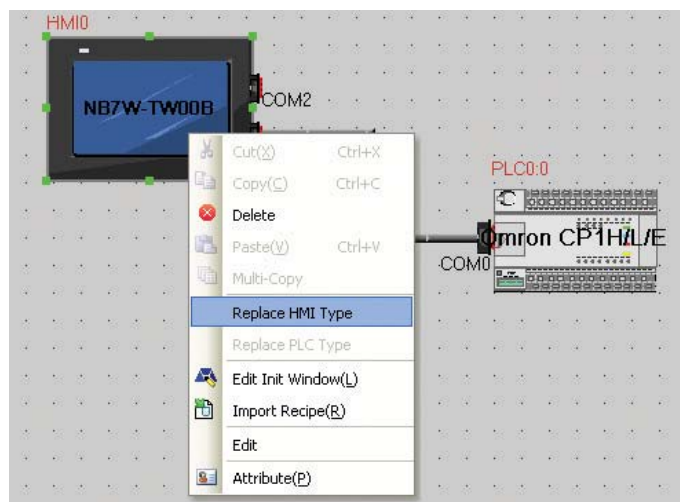 HMI0
NB7W-TW00B
COM2
Cut(X) Ctrl+X
Copy(C) Ctrl+C
Delete
Paste(V) Ctrl+V
Multi-Copy
Replace HMI Type
Replace PLC Type
Edit Init Window(L)
Import Recipe(R)
Edit
Attribute(P)
PLC0:0
Omron CP1H/L/E
COM0